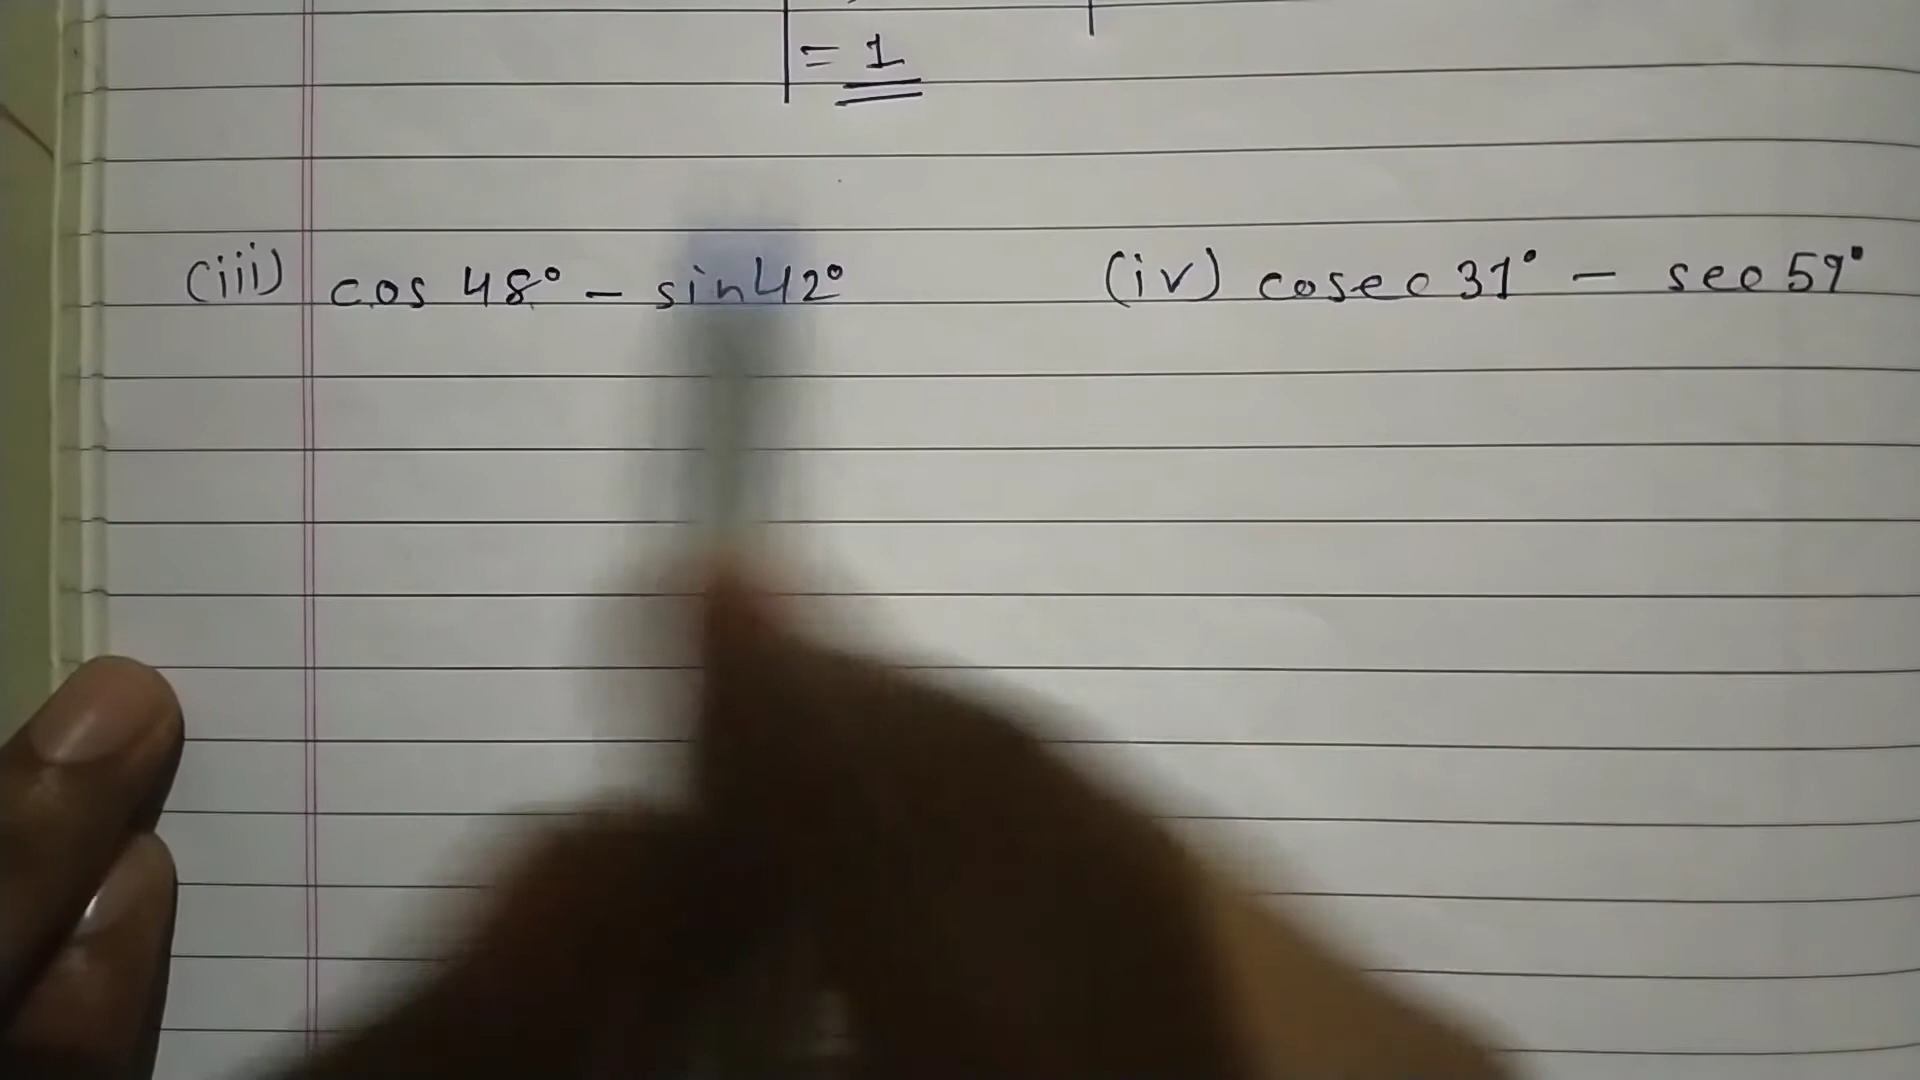 = 1
(iii) cos 48° - sin 42°
(iv) cosec 31° - sec 59°